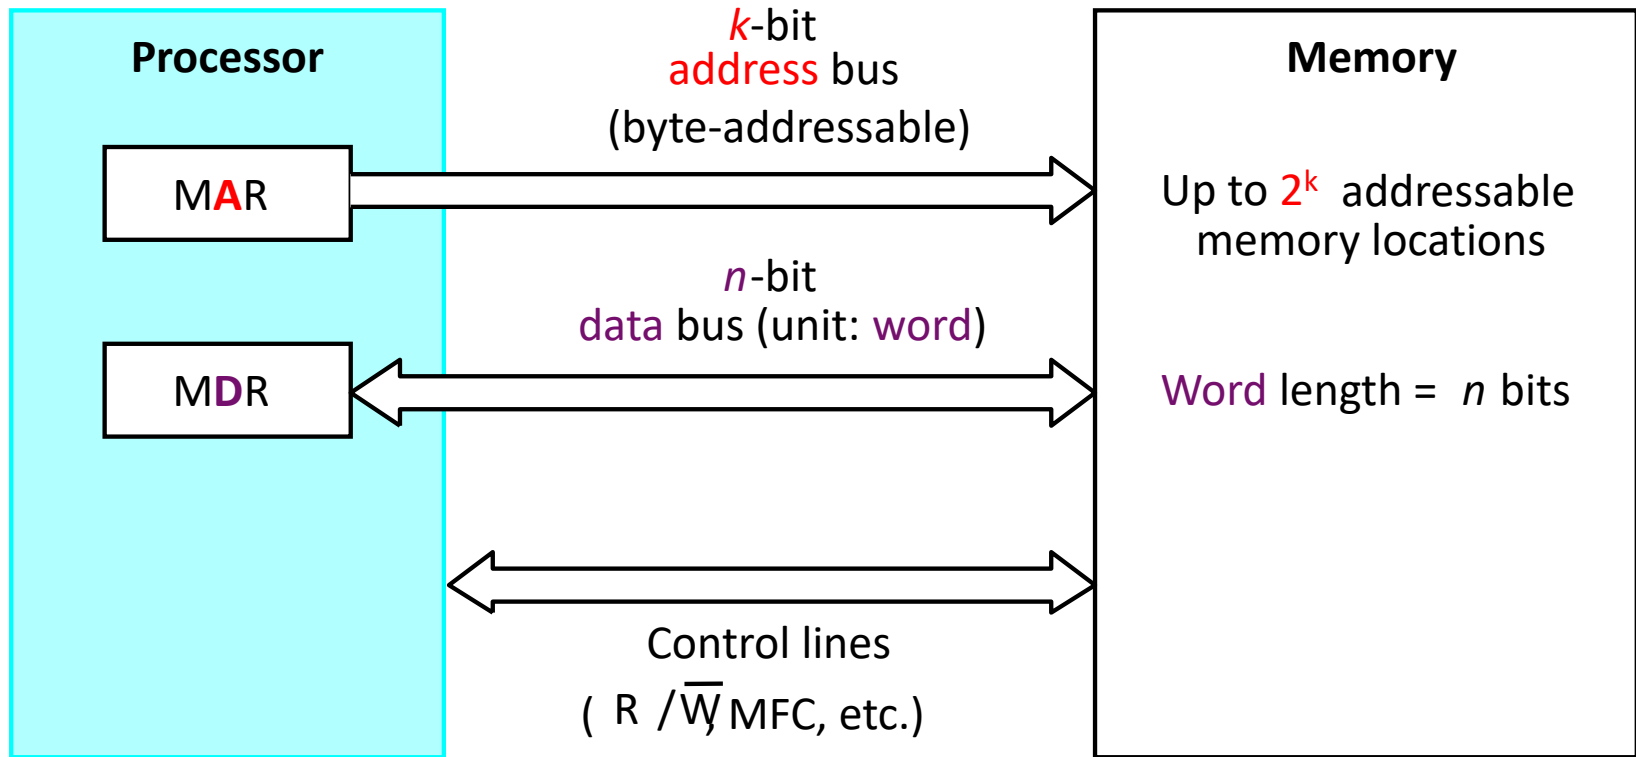 Processor
MAR
MDR
k-bit
address bus
(byte-addressable)
n-bit
data bus (unit: word)
Control lines
( R / W̅, MFC, etc.)
Memory
Up to 2ᵏ addressable
memory locations
Word length = n bits